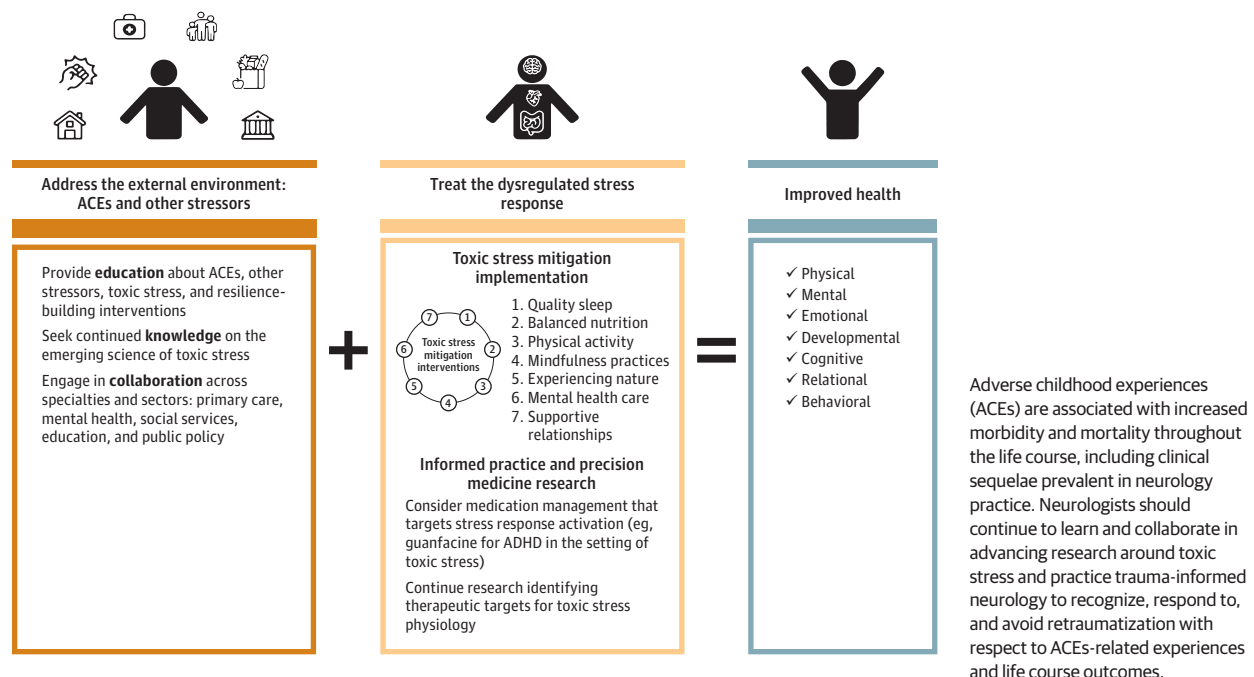 Address the external environment:
ACEs and other stressors
Provide education about ACEs, other
stressors, toxic stress, and resilience-
building interventions
Seek continued knowledge on the
emerging science of toxic stress
Engage in collaboration across
specialties and sectors: primary care,
mental health, social services,
education, and public policy
+
Treat the dysregulated stress
response
Toxic stress mitigation
implementation
7
1
6
2
5
3
4
Toxic stress
mitigation
interventions
1. Quality sleep
2. Balanced nutrition
3. Physical activity
4. Mindfulness practices
5. Experiencing nature
6. Mental health care
7. Supportive
relationships
Informed practice and precision
medicine research
Consider medication management that
targets stress response activation (eg,
guanfacine for ADHD in the setting of
toxic stress)
Continue research identifying
therapeutic targets for toxic stress
physiology
=
Improved health
✓ Physical
✓ Mental
✓ Emotional
✓ Developmental
✓ Cognitive
✓ Relational
✓ Behavioral
Adverse childhood experiences
(ACEs) are associated with increased
morbidity and mortality throughout
the life course, including clinical
sequelae prevalent in neurology
practice. Neurologists should
continue to learn and collaborate in
advancing research around toxic
stress and practice trauma-informed
neurology to recognize, respond to,
and avoid retraumatization with
respect to ACEs-related experiences
and life course outcomes.